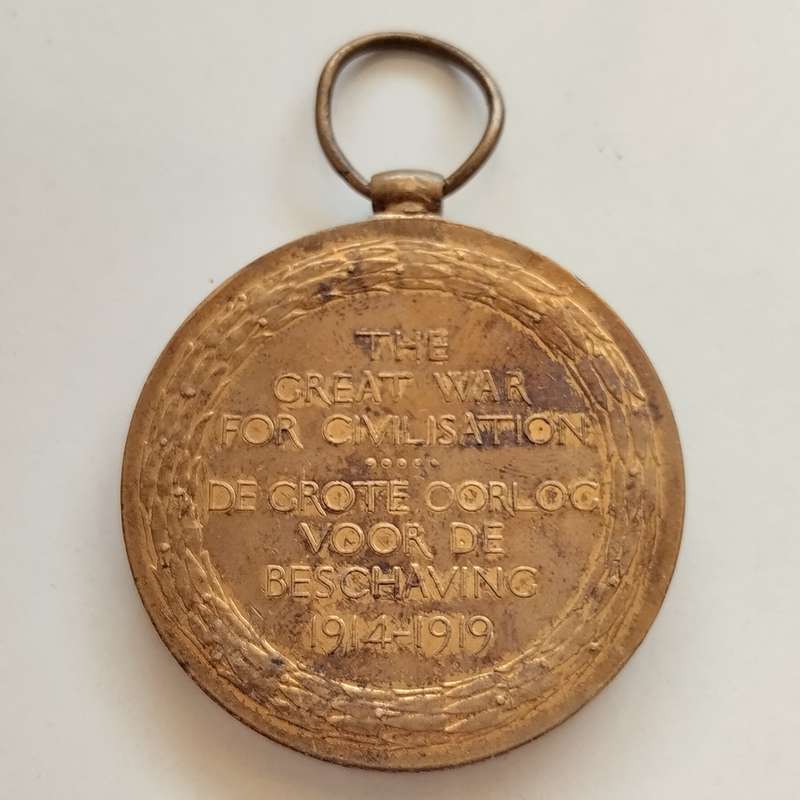 THE
GREAT WAR
FOR CIVILISATION
DE GROTE OORLOG
VOOR DE
BESCHAVING
1914-1919